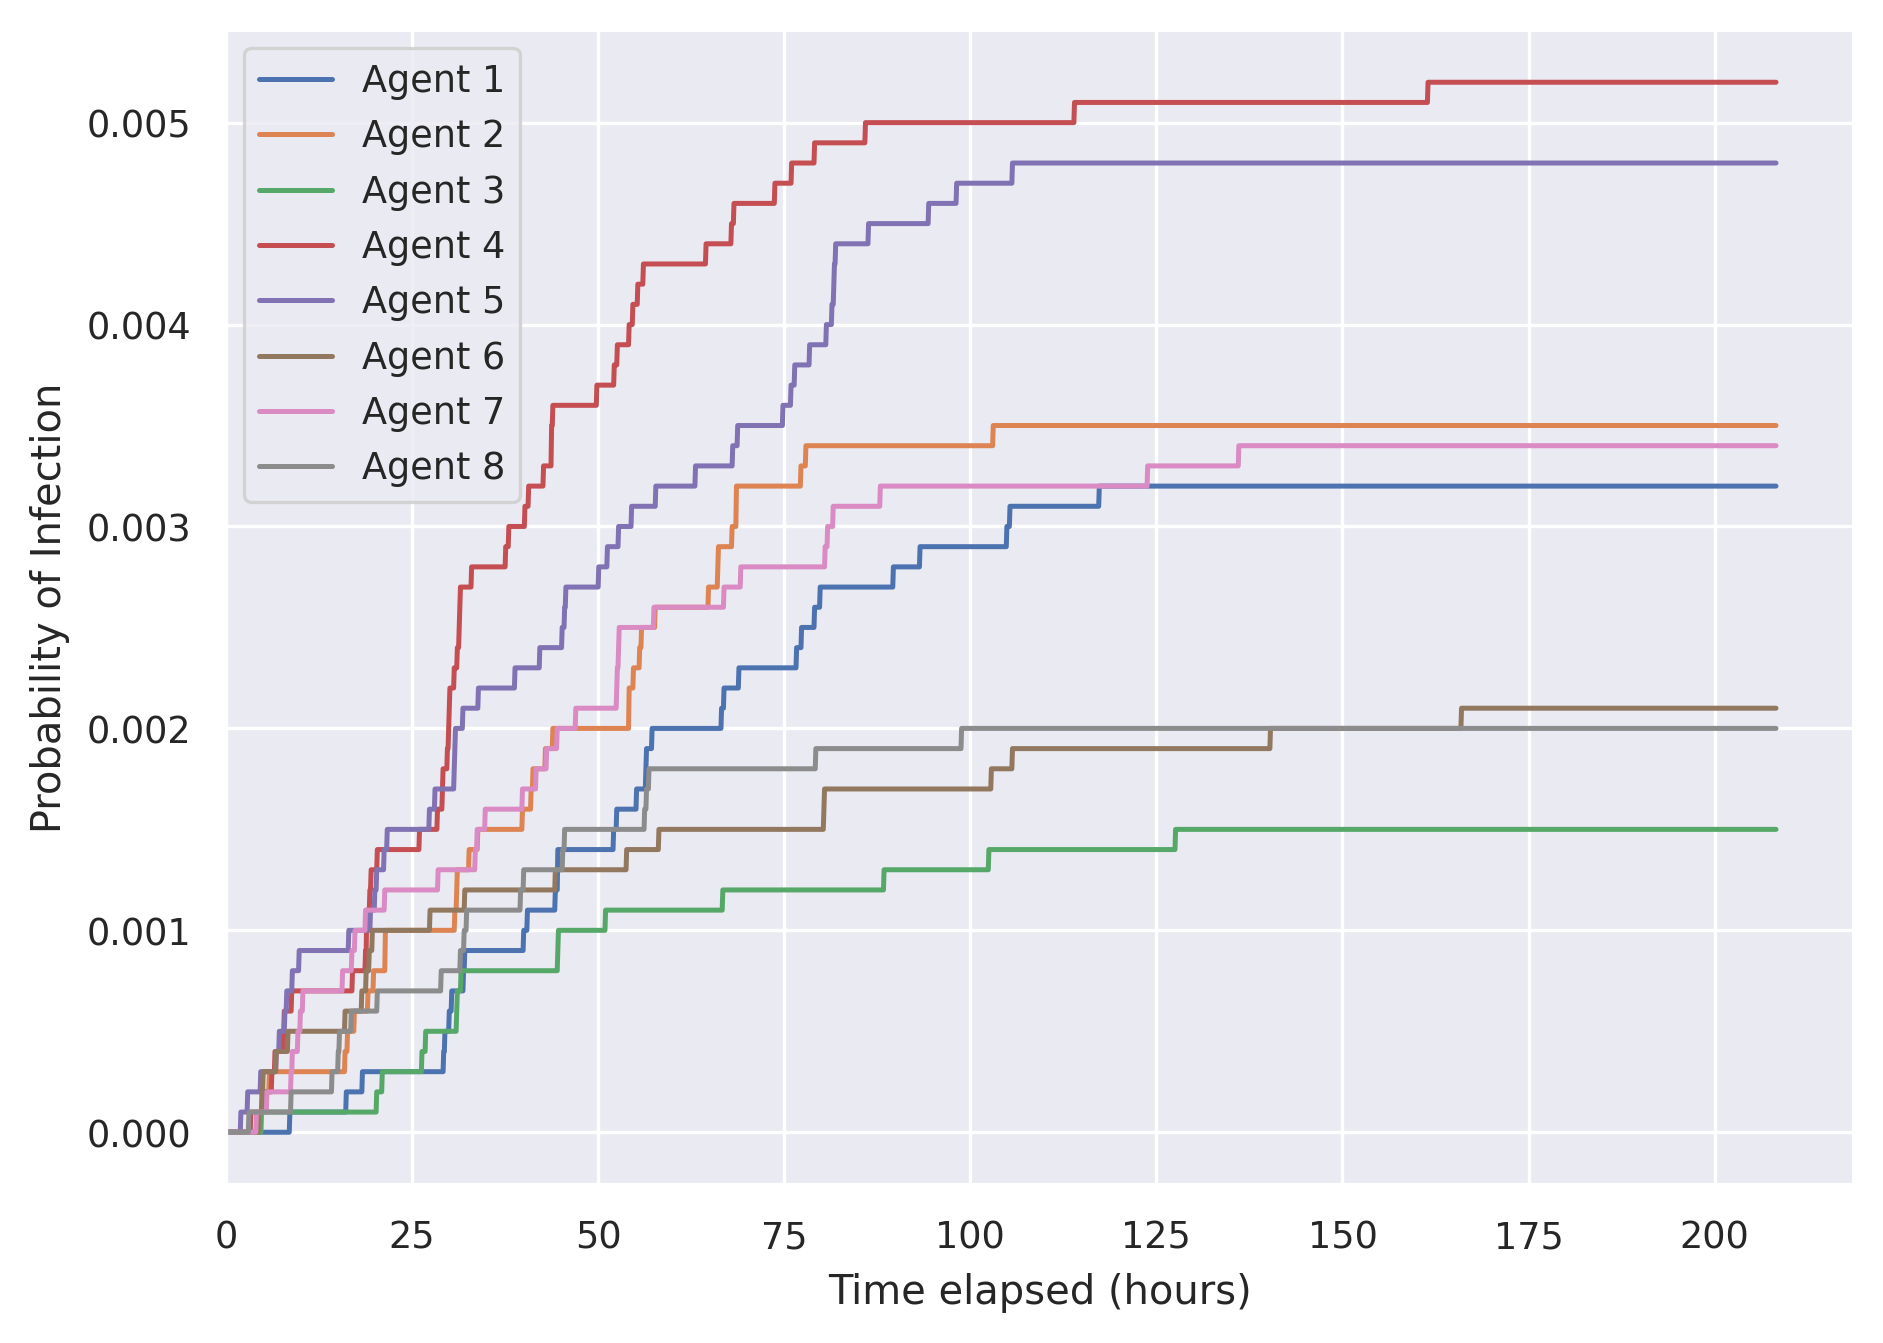 Agent 1
Agent 2
Agent 3
Agent 4
Agent 5
Agent 6
Agent 7
Agent 8
0.005
0.004
0.003
0.002
0.001
0.000
Probability of Infection
0 25 50 75 100 125 150 175 200
Time elapsed (hours)